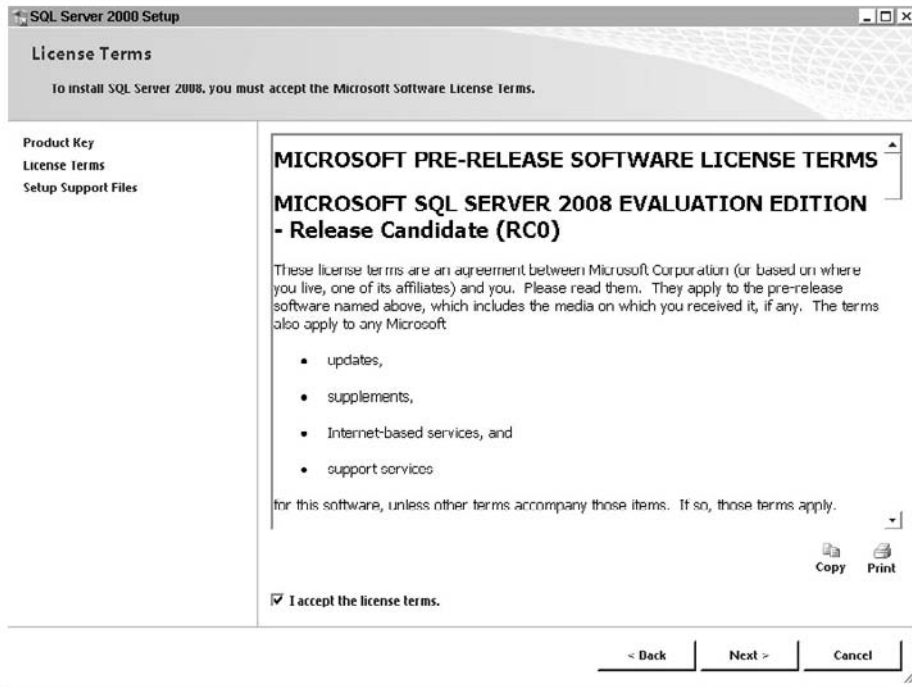 SQL Server 2000 Setup
License Terms
To install SQL Server 2008, you must accept the Microsoft Software License Terms.
Product Key
License Terms
Setup Support Files
MICROSOFT PRE-RELEASE SOFTWARE LICENSE TERMS
MICROSOFT SQL SERVER 2008 EVALUATION EDITION
- Release Candidate (RC0)
These license terms are an agreement between Microsoft Corporation (or based on where
you live, one of its affiliates) and you. Please read them. They apply to the pre-release
software named above, which includes the media on which you received it, if any. The terms
also apply to any Microsoft
• updates,
• supplements,
• Internet-based services, and
• support services
for this software, unless other terms accompany those items. If so, those terms apply.
Copy Print
I accept the license terms.
< Back Next > Cancel